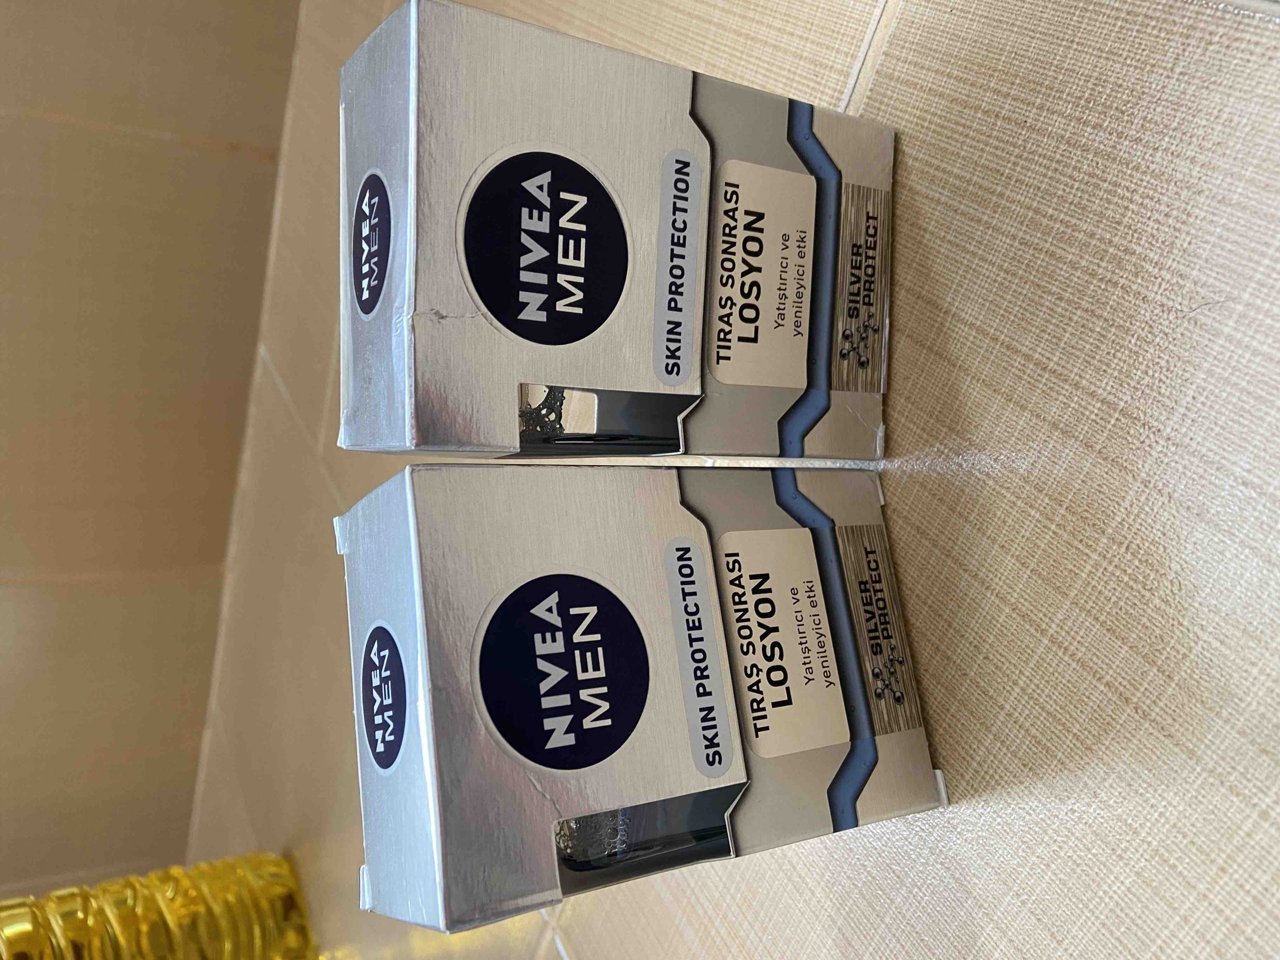 NIVEA
MEN
NIVEA
MEN
SKIN PROTECTION
TIRAŞ SONRASI
LOSYON
Yatıştırıcı ve
yenileyici etki
SILVER
PROTECT
NIVEA
MEN
NIVEA
MEN
SKIN PROTECTION
TIRAŞ SONRASI
LOSYON
Yatıştırıcı ve
yenileyici etki
SILVER
PROTECT